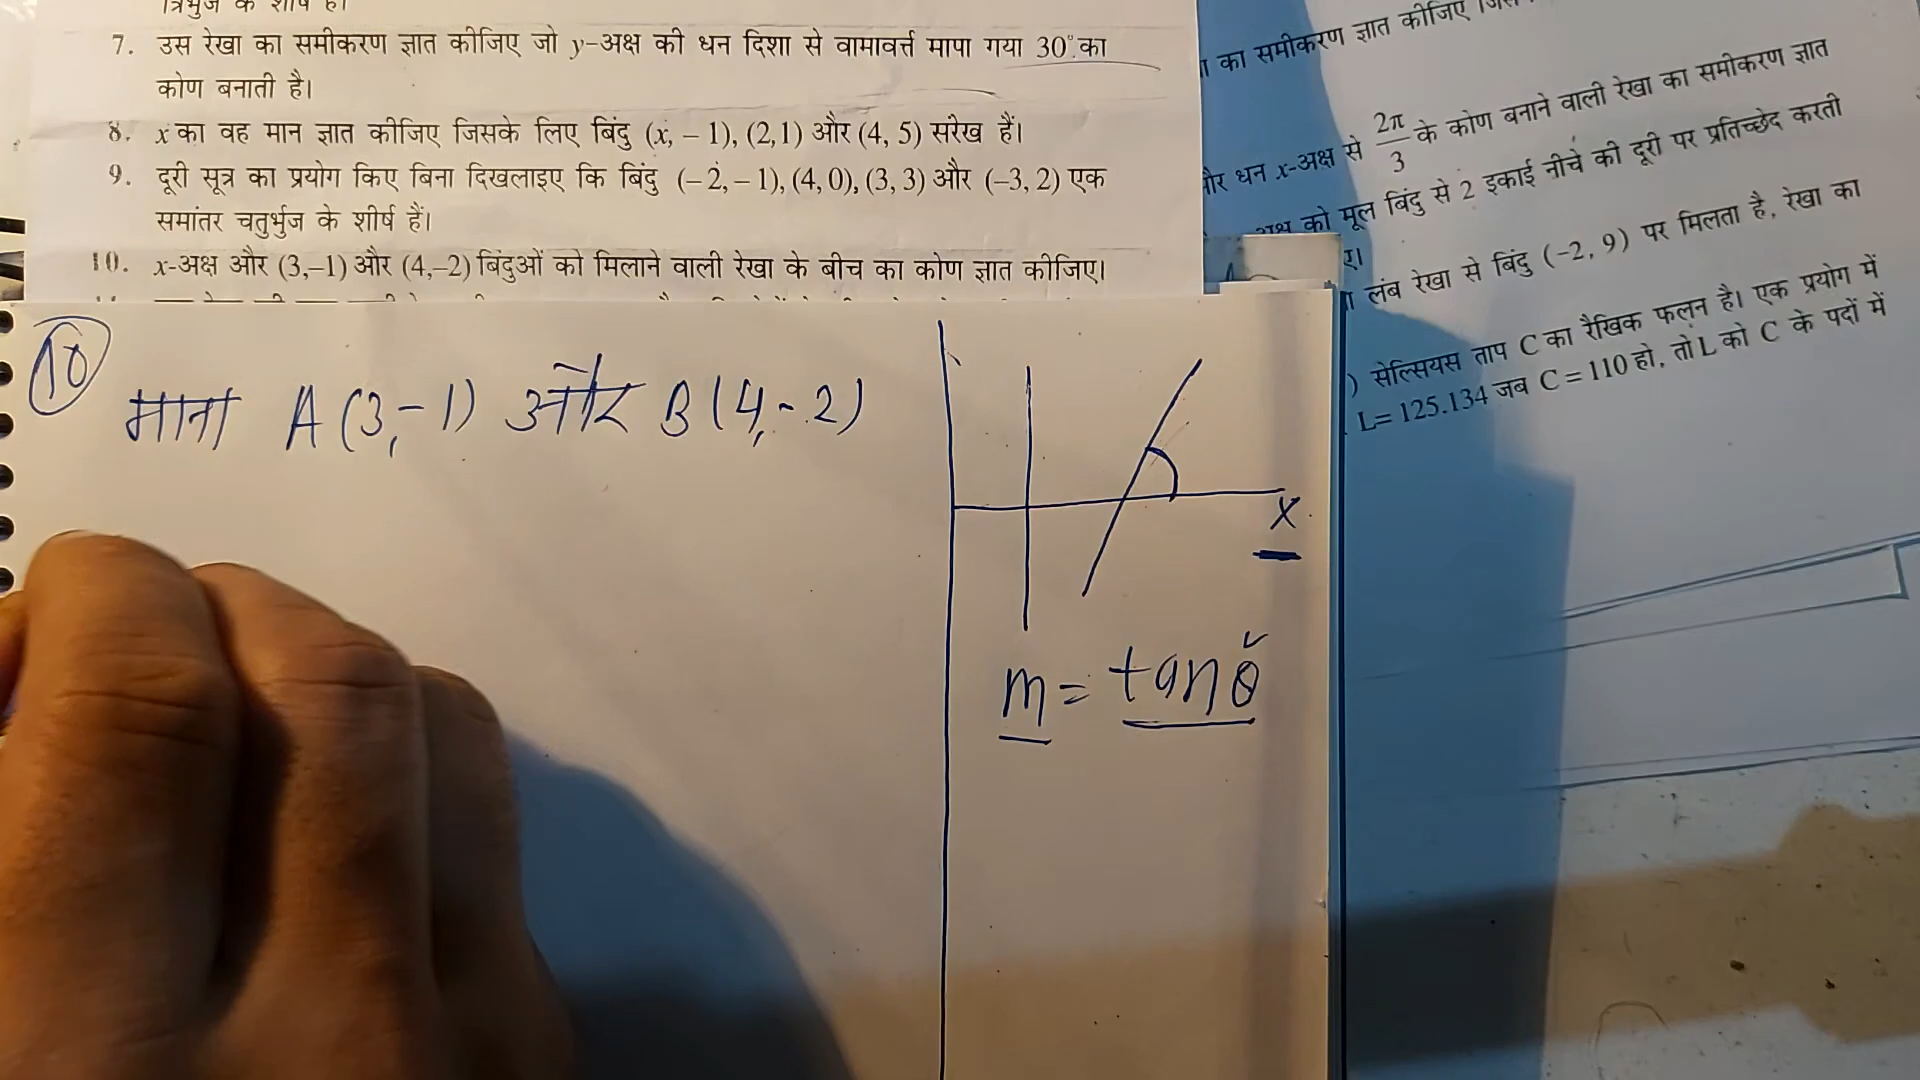 त्रिभुज के शीर्ष हैं।
7. उस रेखा का समीकरण ज्ञात कीजिए जो y-अक्ष की धन दिशा से वामावर्त्त मापा गया 30° का
कोण बनाती है।
8. x का वह मान ज्ञात कीजिए जिसके लिए बिंदु (x, – 1), (2,1) और (4, 5) संरेख हैं।
9. दूरी सूत्र का प्रयोग किए बिना दिखलाइए कि बिंदु (– 2, – 1), (4, 0), (3, 3) और (–3, 2) एक
समांतर चतुर्भुज के शीर्ष हैं।
10. x-अक्ष और (3,–1) और (4,–2) बिंदुओं को मिलाने वाली रेखा के बीच का कोण ज्ञात कीजिए।
10
माना A(3,-1) और B(4,-2)
X
m = tanθ
का समीकरण ज्ञात कीजिए
और धन x-अक्ष से 2π/3 के कोण बनाने वाली रेखा का समीकरण ज्ञात
अक्ष को मूल बिंदु से 2 इकाई नीचे की दूरी पर प्रतिच्छेद करती
लंब रेखा से बिंदु (–2, 9) पर मिलता है, रेखा का
) सेल्सियस ताप C का रैखिक फलन है। एक प्रयोग में
L= 125.134 जब C = 110 हो, तो L को C के पदों में